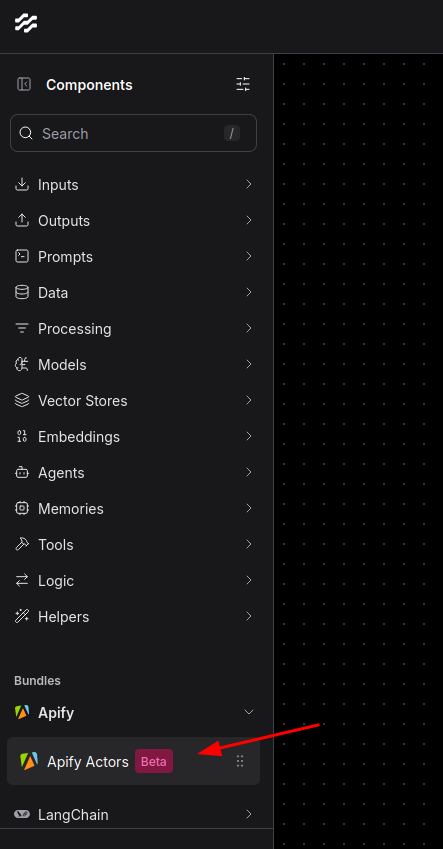 Components
Search /
Inputs
Outputs
Prompts
Data
Processing
Models
Vector Stores
Embeddings
Agents
Memories
Tools
Logic
Helpers
Bundles
Apify
Apify Actors Beta
LangChain